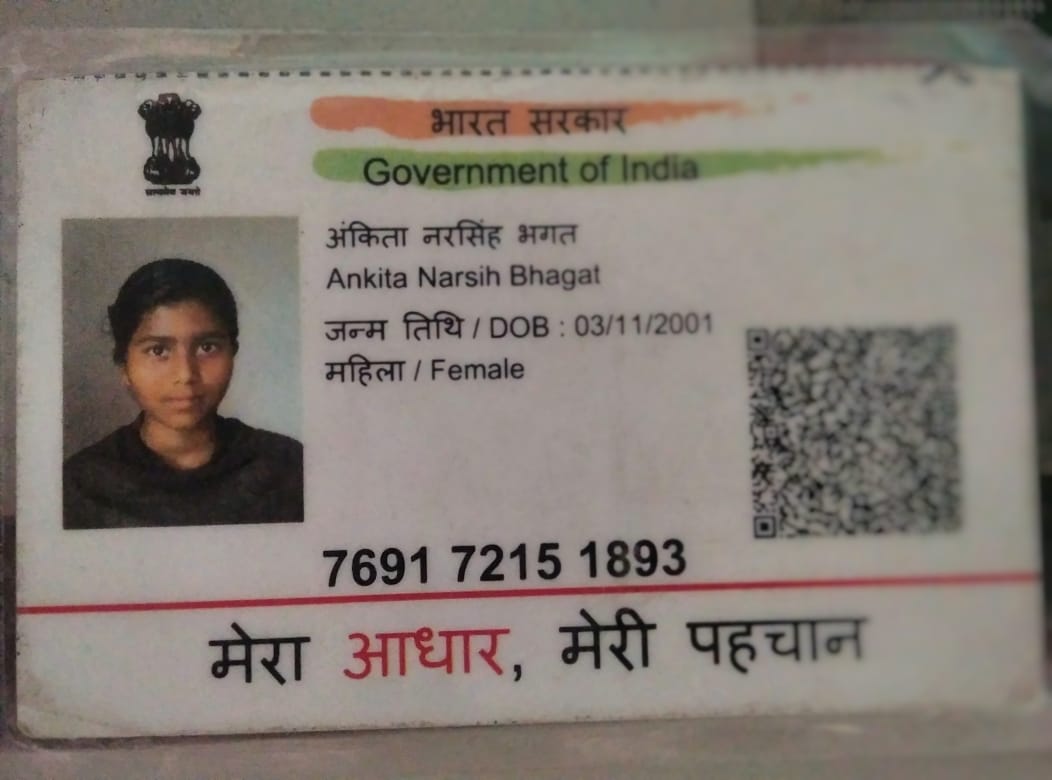 सत्यमेव जयते
भारत सरकार
Government of India
अंकिता नरसिंह भगत
Ankita Narsih Bhagat
जन्म तिथि / DOB : 03/11/2001
महिला / Female
7691 7215 1893
मेरा आधार, मेरी पहचान